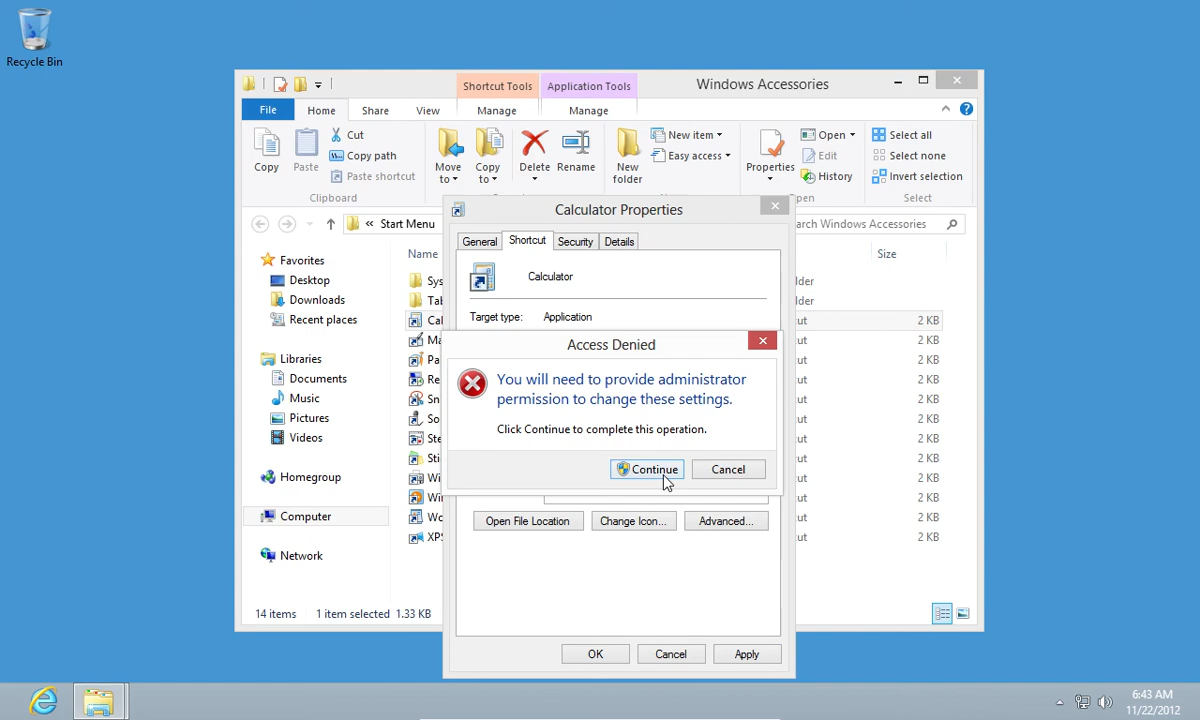 Recycle Bin
Shortcut Tools
Application Tools
Windows Accessories
File
Home
Share
View
Manage
Manage
Copy
Paste
Cut
Copy path
Paste shortcut
Clipboard
Move to
Copy to
Delete
Rename
New folder
New item
Easy access
Properties
Open
Edit
History
Select all
Select none
Invert selection
Select
« Start Menu
Windows Accessories
Favorites
Desktop
Downloads
Recent places
Libraries
Documents
Music
Pictures
Videos
Homegroup
Computer
Network
Name
Size
2 KB
2 KB
2 KB
2 KB
2 KB
2 KB
2 KB
2 KB
2 KB
2 KB
2 KB
2 KB
14 items
1 item selected 1.33 KB
Calculator Properties
General
Shortcut
Security
Details
Calculator
Target type:
Application
Access Denied
You will need to provide administrator
permission to change these settings.
Click Continue to complete this operation.
Continue
Cancel
Open File Location
Change Icon...
Advanced...
OK
Cancel
Apply
6:43 AM
11/22/2012